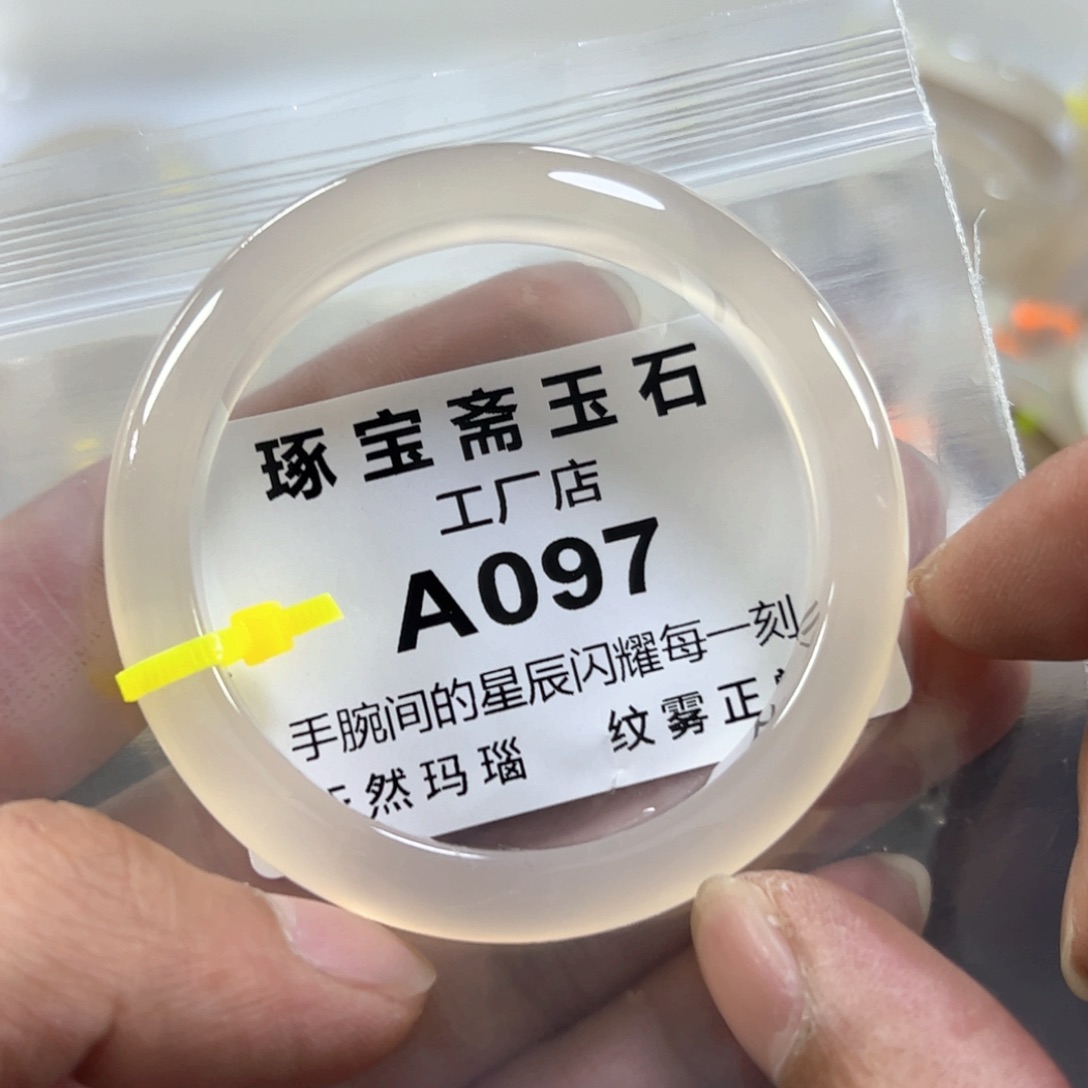 琢宝斋玉石
工厂店
A097
手腕间的星辰闪耀每一刻
然玛瑙 纹雾正